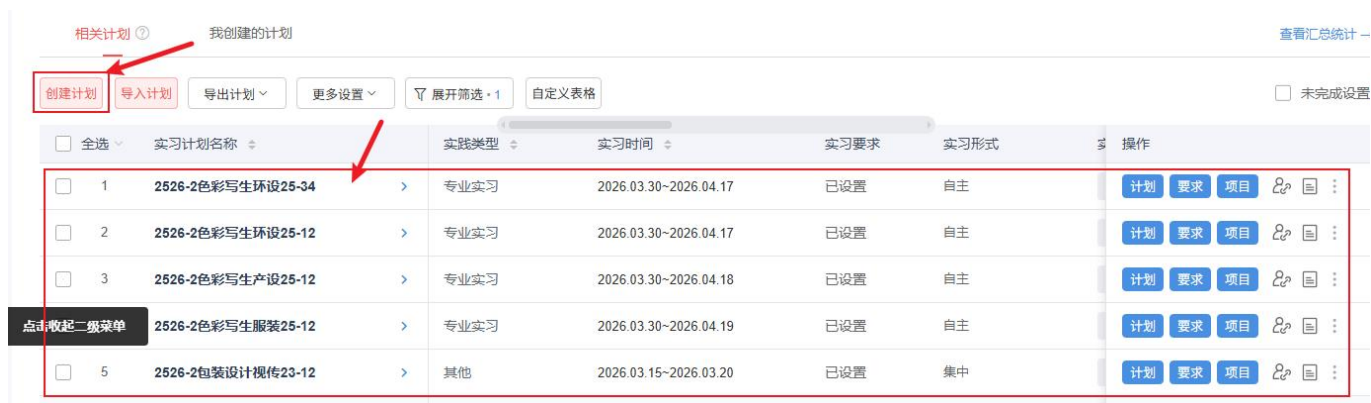 相关计划 我创建的计划 查看汇总统计
创建计划 导入计划 导出计划 更多设置 展开筛选·1 自定义表格 未完成设置
全选 实习计划名称 实践类型 实习时间 实习要求 实习形式 操作
1 2526-2色彩写生环设25-34 专业实习 2026.03.30~2026.04.17 已设置 自主 计划 要求 项目
2 2526-2色彩写生环设25-12 专业实习 2026.03.30~2026.04.17 已设置 自主 计划 要求 项目
3 2526-2色彩写生产设25-12 专业实习 2026.03.30~2026.04.18 已设置 自主 计划 要求 项目
点击收起二级菜单 2526-2色彩写生服装25-12 专业实习 2026.03.30~2026.04.19 已设置 自主 计划 要求 项目
5 2526-2包装设计视传23-12 其他 2026.03.15~2026.03.20 已设置 集中 计划 要求 项目